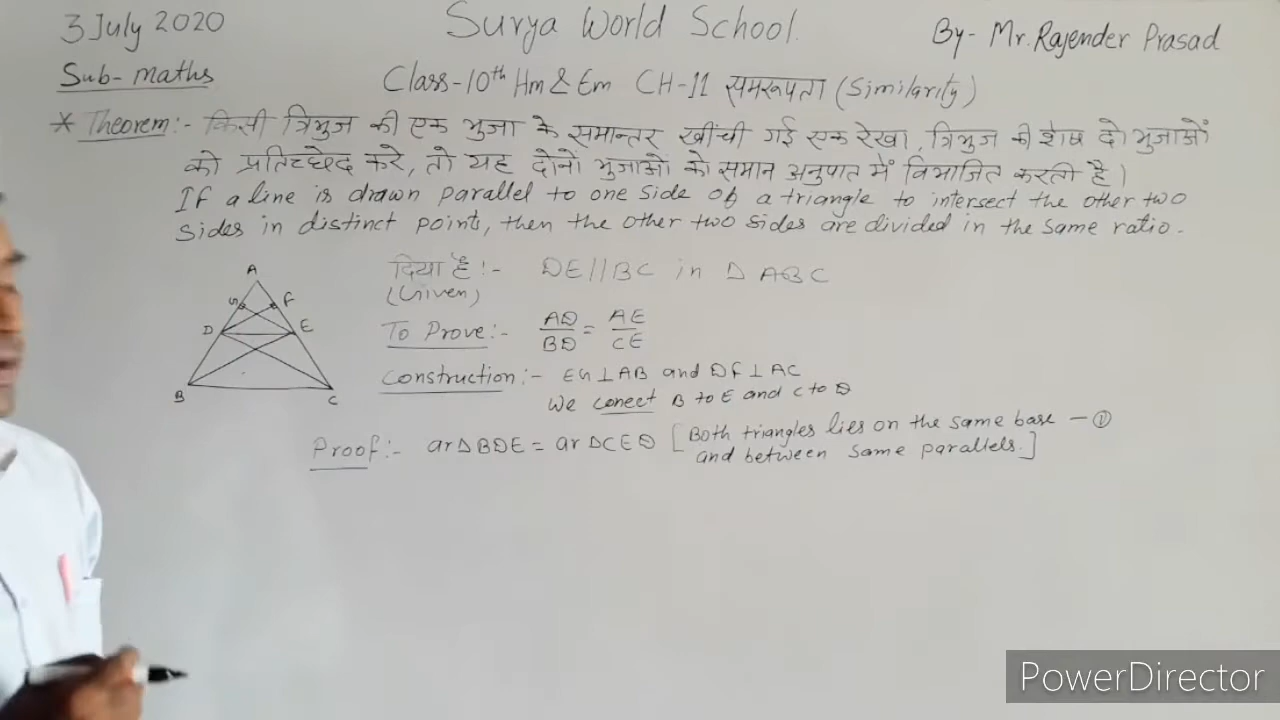 3 July 2020
Surya World School.
By- Mr. Rajender Prasad
Sub- maths
Class-10th Hm & Em CH-11 समरूपता (Similarity)
* Theorem:- किसी त्रिभुज की एक भुजा के समान्तर खींची गई एक रेखा, त्रिभुज की शेष दो भुजाओं
को प्रतिच्छेद करे, तो यह दोनों भुजाओं को समान अनुपात में विभाजित करती है।
If a line is drawn parallel to one side of a triangle to intersect the other two
sides in distinct points, then the other two sides are divided in the same ratio.
A
G F
D E
B C
दिया है:- DE//BC in Δ ABC
(Given)
To Prove:- AD/BD = AE/CE
Construction:- EG⊥AB and DF⊥AC
We conect B to E and C to D
Proof:- arΔBDE = arΔCED [Both triangles lies on the same base — ①
and between same parallels.]
PowerDirector